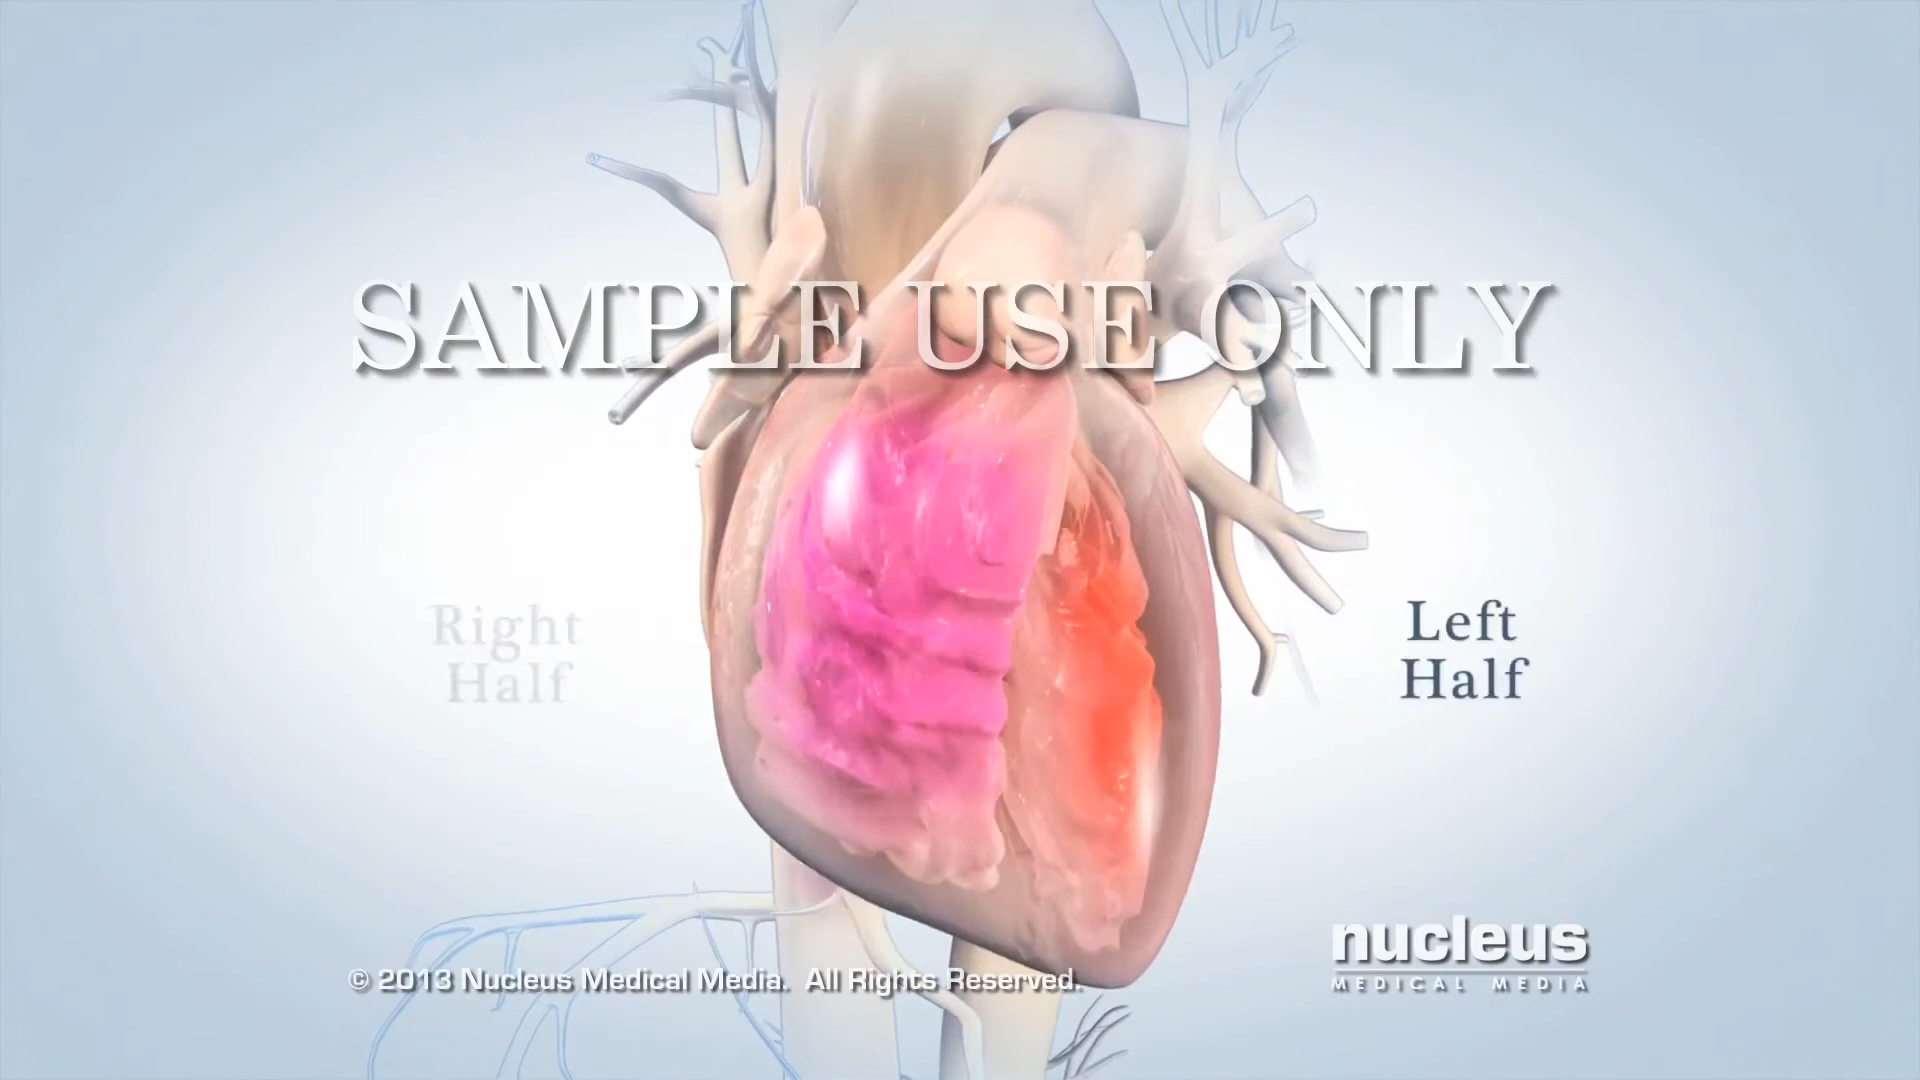 SAMPLE USE ONLY
Right
Half
Left
Half
nucleus
MEDICAL MEDIA
© 2013 Nucleus Medical Media. All Rights Reserved.